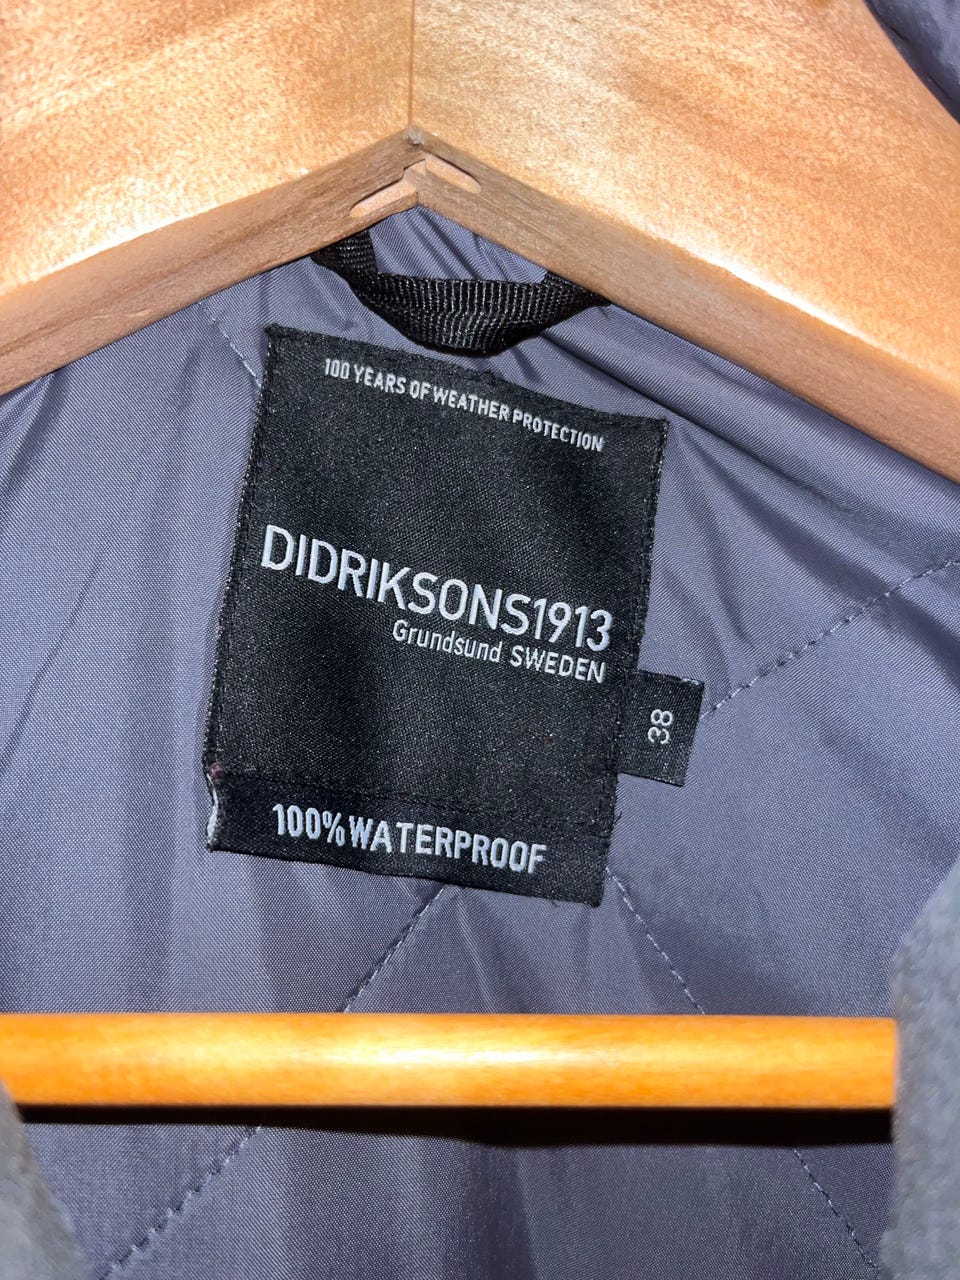 100 YEARS OF WEATHER PROTECTION
DIDRIKSONS1913
Grundsund SWEDEN
38
100% WATERPROOF